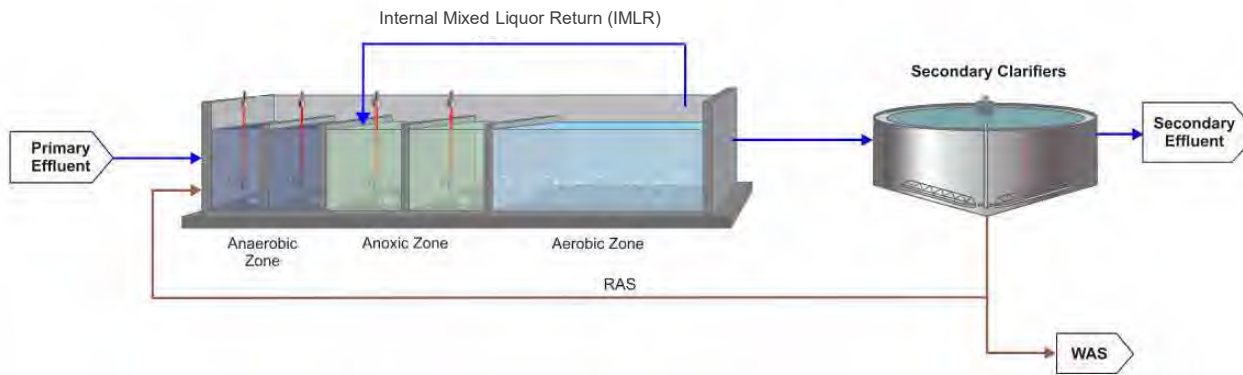 Internal Mixed Liquor Return (IMLR)
Secondary Clarifiers
Primary
Effluent
Secondary
Effluent
Anaerobic
Zone
Anoxic Zone
Aerobic Zone
RAS
WAS